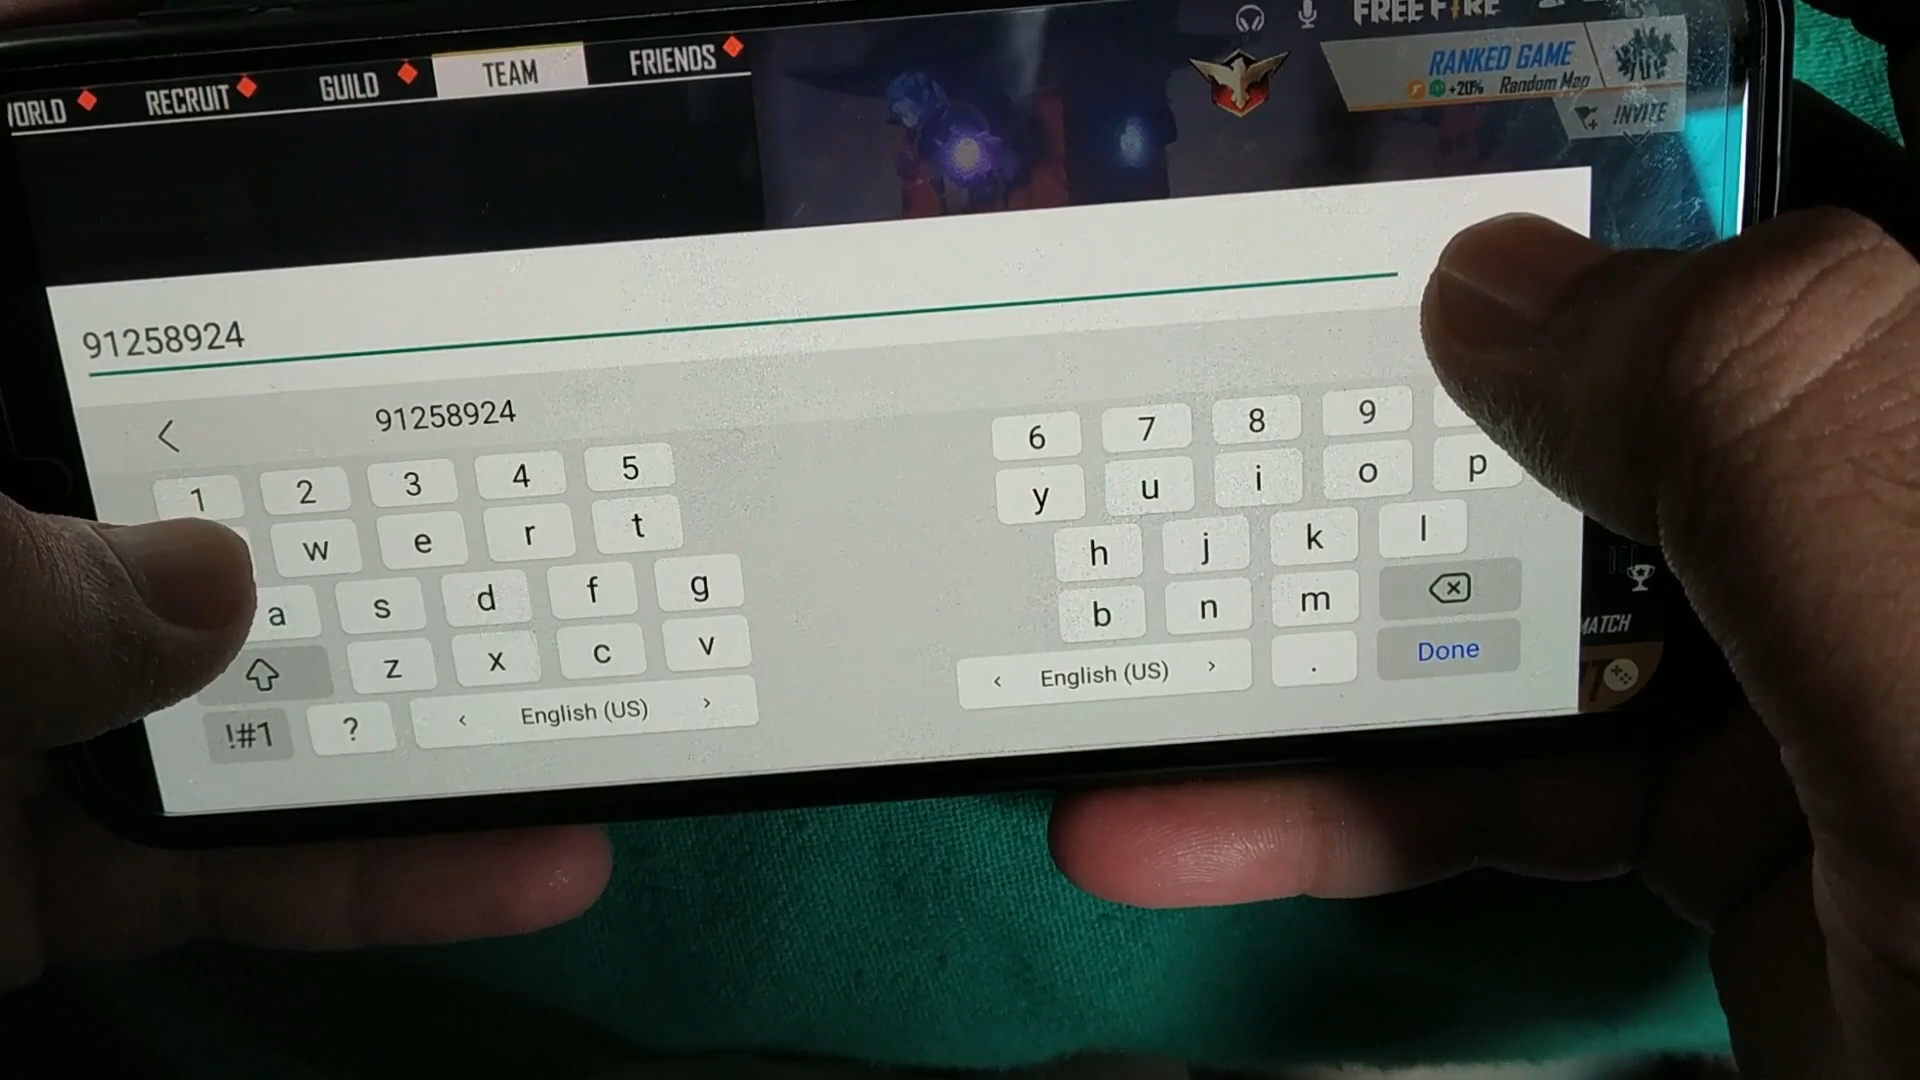 FREE FIRE
WORLD RECRUIT GUILD TEAM FRIENDS
RANKED GAME
+20% Random Map
INVITE
91258924
91258924
1 2 3 4 5 6 7 8 9
w e r t y u i o p
a s d f g h j k l
z x c v b n m
!#1 ? < English (US) > < English (US) > . Done
MATCH